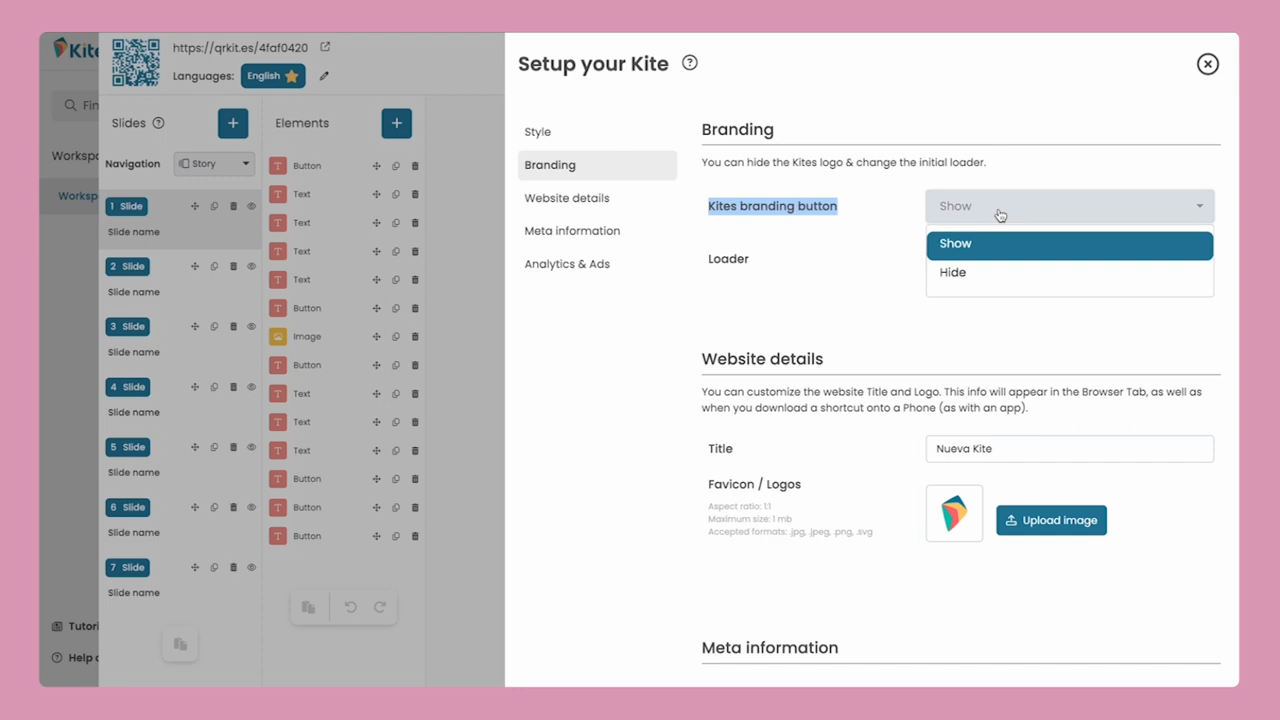 Kite
https://qrkit.es/4faf0420
Languages: English
Fin
Workspa
Worksp
Tutori
Help c
Slides
Navigation
Story
1 Slide
Slide name
2 Slide
Slide name
3 Slide
Slide name
4 Slide
Slide name
5 Slide
Slide name
6 Slide
Slide name
7 Slide
Slide name
Elements
T Button
T Text
T Text
T Text
T Text
T Button
Image
T Button
T Text
T Text
T Text
T Button
T Button
T Button
Setup your Kite
Style
Branding
Website details
Meta information
Analytics & Ads
Branding
You can hide the Kites logo & change the initial loader.
Kites branding button
Show
Show
Hide
Loader
Website details
You can customize the website Title and Logo. This info will appear in the Browser Tab, as well as
when you download a shortcut onto a Phone (as with an app).
Title
Nueva Kite
Favicon / Logos
Aspect ratio: 1:1
Maximum size: 1 mb
Accepted formats: .jpg, .jpeg, .png, .svg
Upload image
Meta information